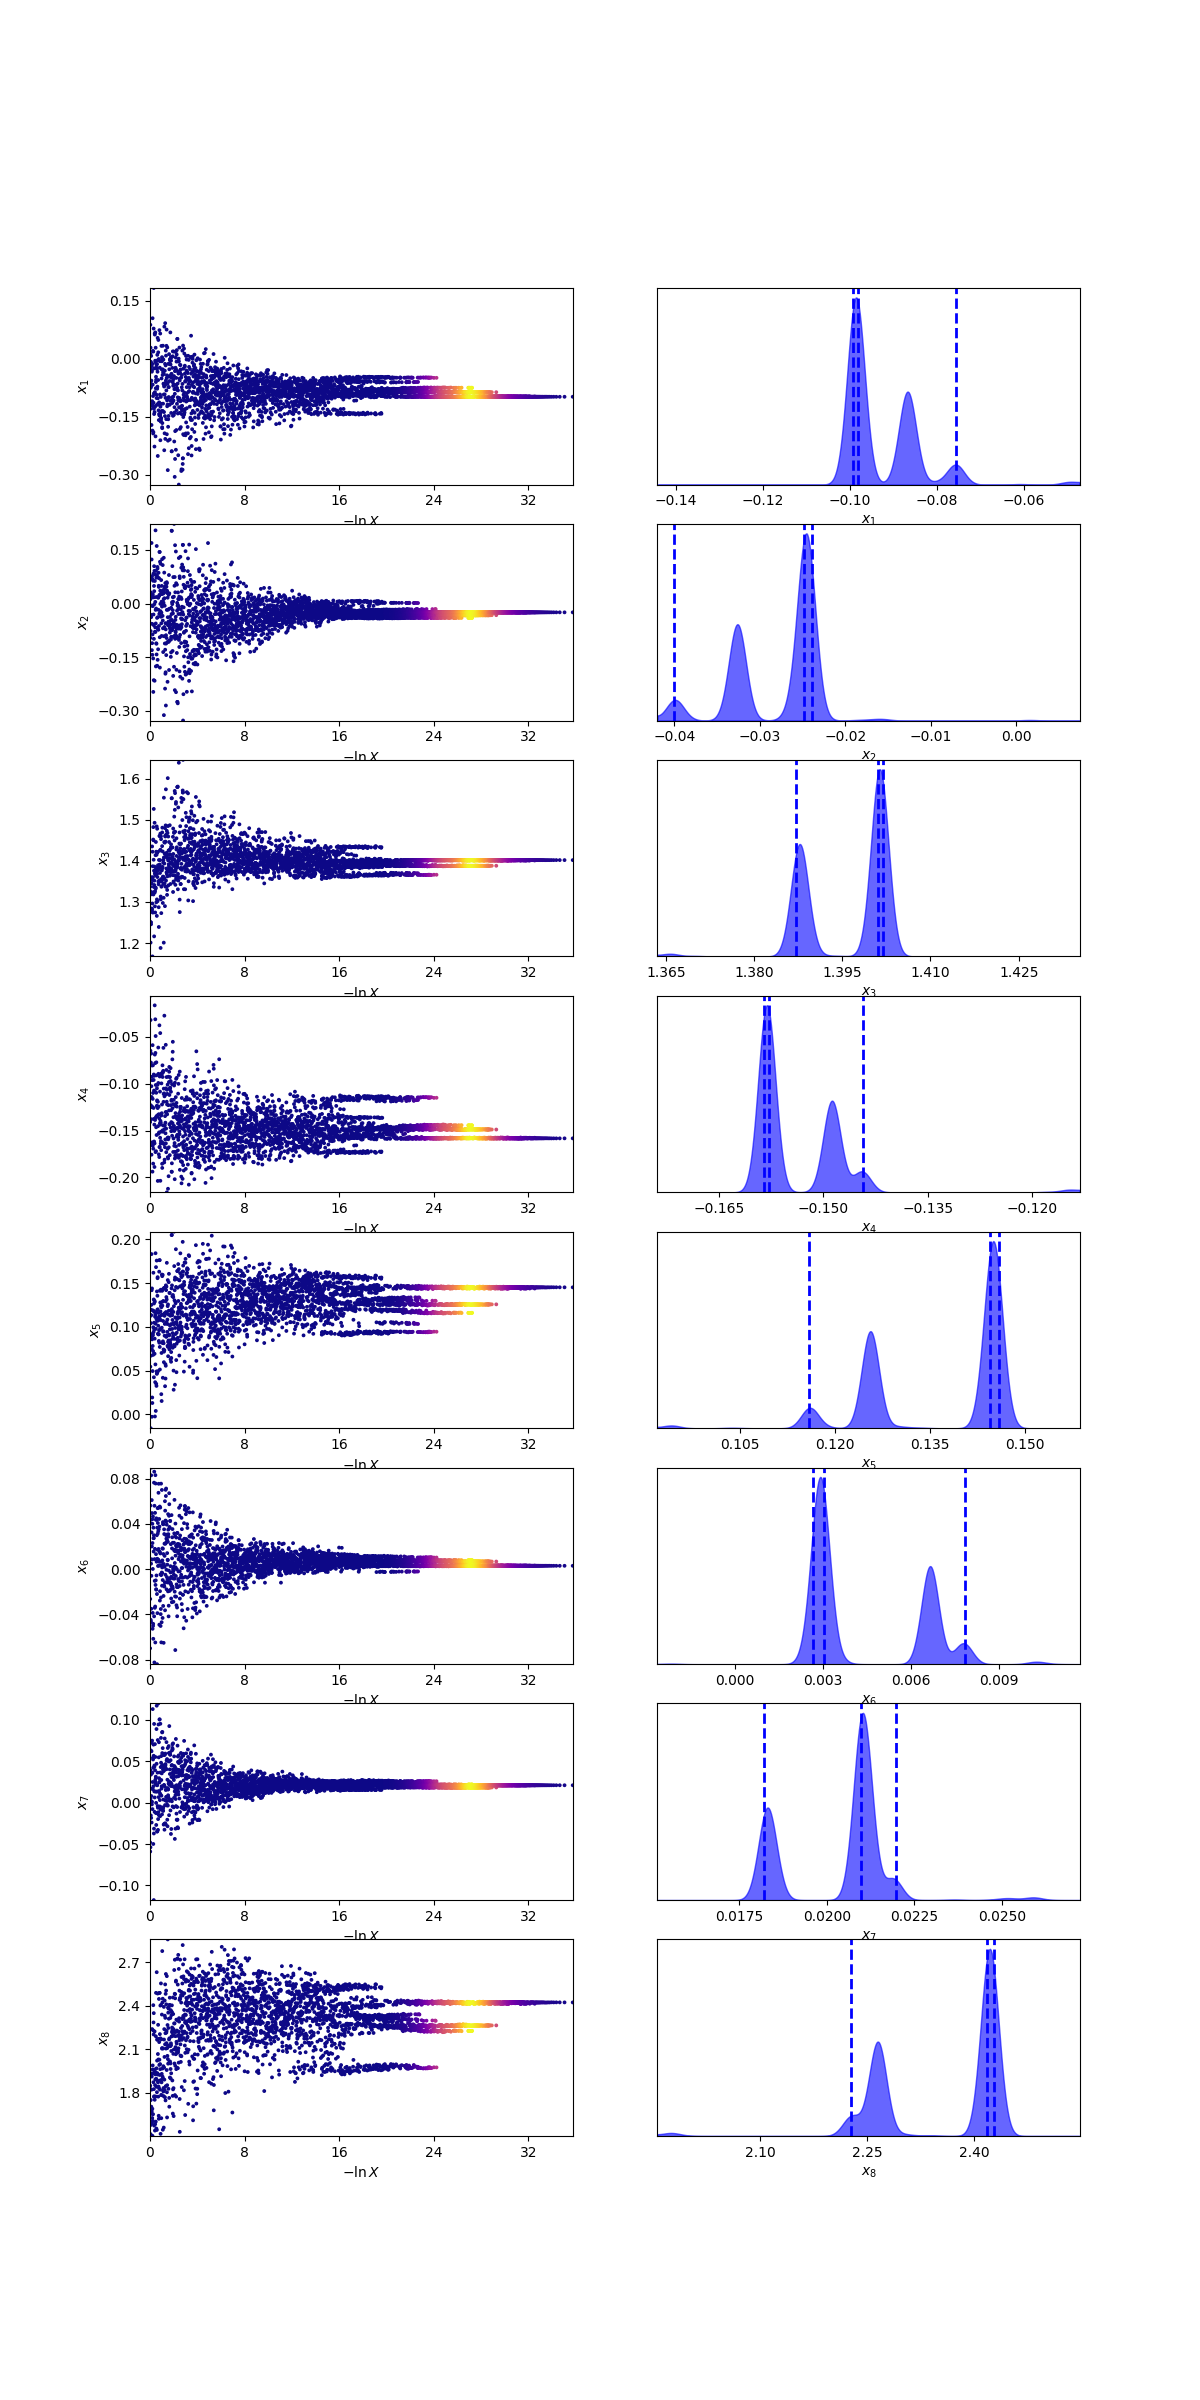 0.15
0.00
−0.15
−0.30
x₁
0 8 16 24 32
−ln X
−0.14 −0.12 −0.10 −0.08 −0.06
x₁
0.15
0.00
−0.15
−0.30
x₂
0 8 16 24 32
−ln X
−0.04 −0.03 −0.02 −0.01 0.00
x₂
1.6
1.5
1.4
1.3
1.2
x₃
0 8 16 24 32
−ln X
1.365 1.380 1.395 1.410 1.425
x₃
−0.05
−0.10
−0.15
−0.20
x₄
0 8 16 24 32
−ln X
−0.165 −0.150 −0.135 −0.120
x₄
0.20
0.15
0.10
0.05
0.00
x₅
0 8 16 24 32
−ln X
0.105 0.120 0.135 0.150
x₅
0.08
0.04
0.00
−0.04
−0.08
x₆
0 8 16 24 32
−ln X
0.000 0.003 0.006 0.009
x₆
0.10
0.05
0.00
−0.05
−0.10
x₇
0 8 16 24 32
−ln X
0.0175 0.0200 0.0225 0.0250
x₇
2.7
2.4
2.1
1.8
x₈
0 8 16 24 32
−ln X
2.10 2.25 2.40
x₈